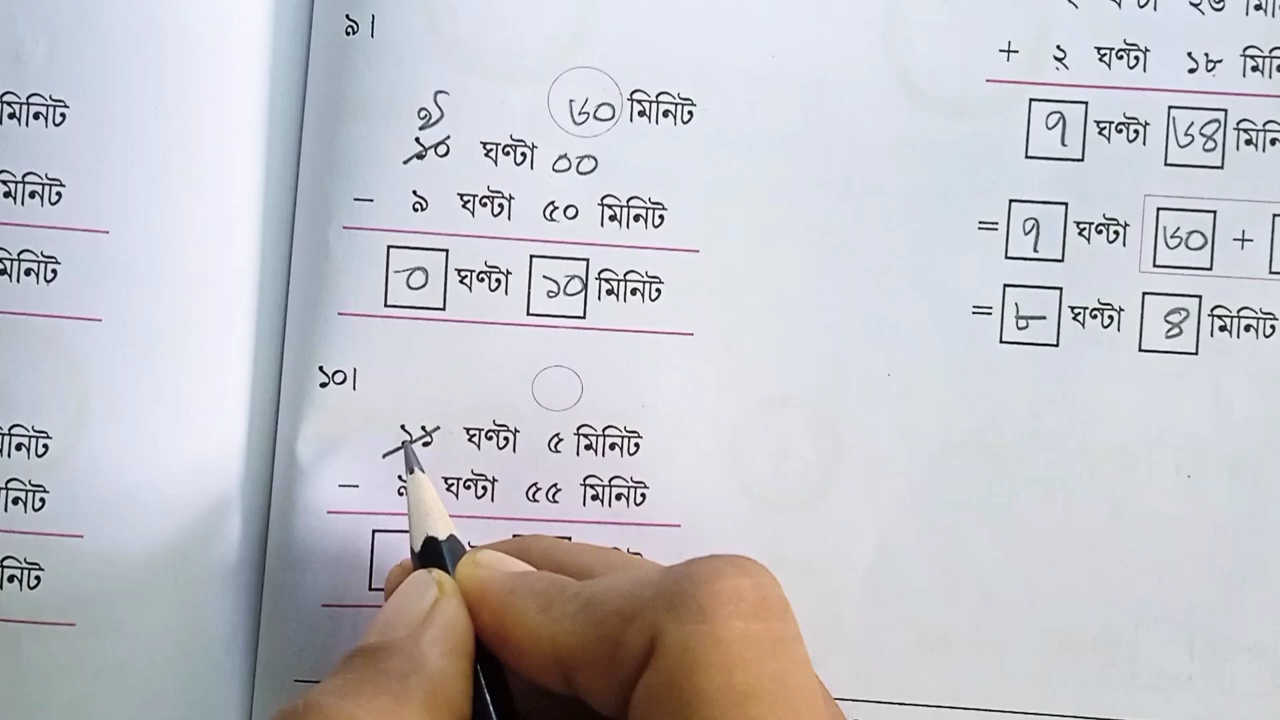 মিনিট
মিনিট
মিনিট
মিনিট
নিট
নিট
৯।
৬০ মিনিট
৯
১০ ঘণ্টা ০০
- ৯ ঘণ্টা ৫০ মিনিট
০ ঘণ্টা ১০ মিনিট
১০।
ঘণ্টা ৫ মিনিট
- ঘণ্টা ৫৫ মিনিট
+ ২ ঘণ্টা ১৮ মিনি
৭ ঘণ্টা ৬৪ মিনি
= ৭ ঘণ্টা ৬০ +
= ৮ ঘণ্টা ৪ মিনিট